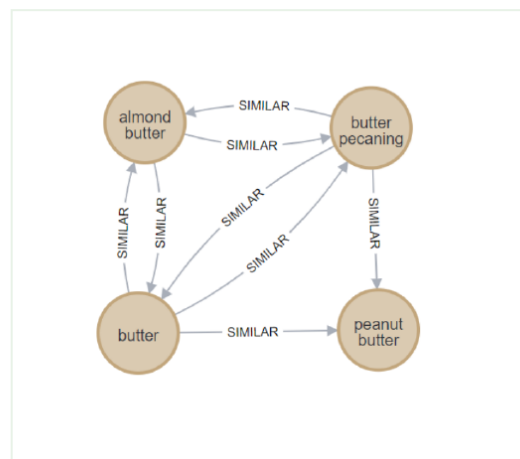 SIMILAR
almond
butter
butter
pecaning
SIMILAR
SIMILAR
SIMILAR
SIMILAR
SIMILAR
SIMILAR
butter
SIMILAR
peanut
butter